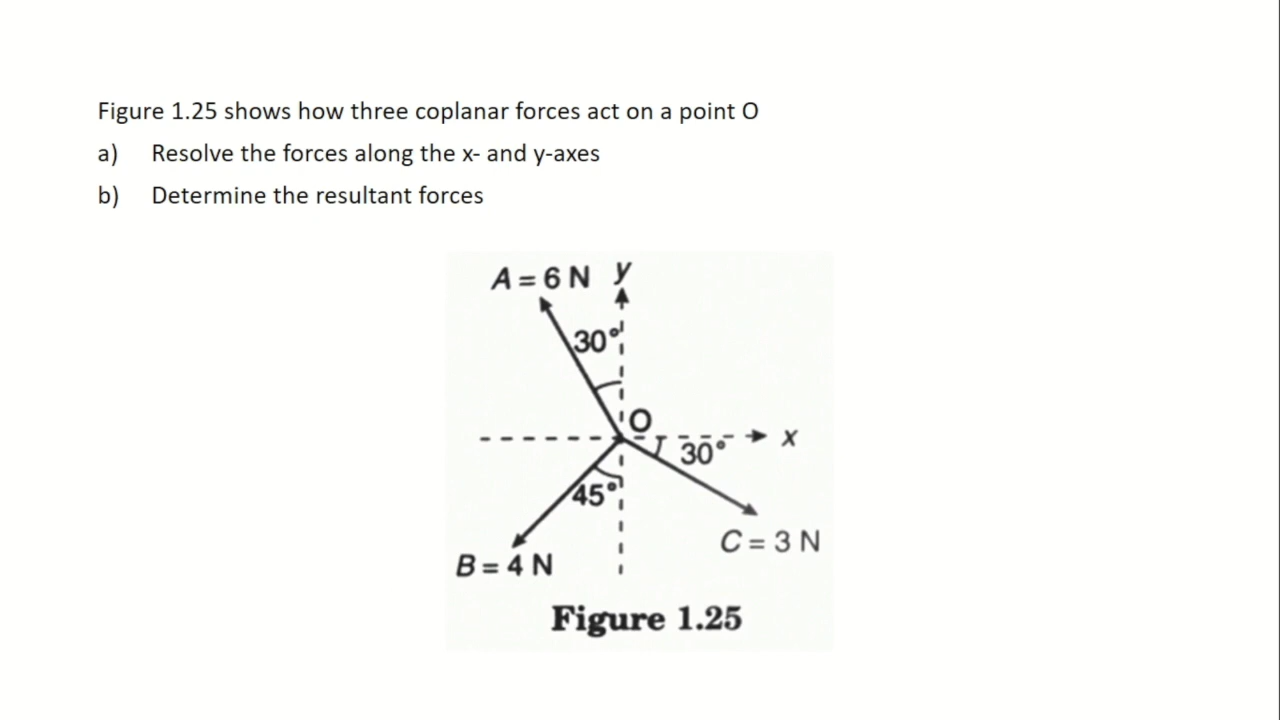 Figure 1.25 shows how three coplanar forces act on a point O
a) Resolve the forces along the x- and y-axes
b) Determine the resultant forces
A = 6 N y
30°
O
x
30°
45°
C = 3 N
B = 4 N
Figure 1.25